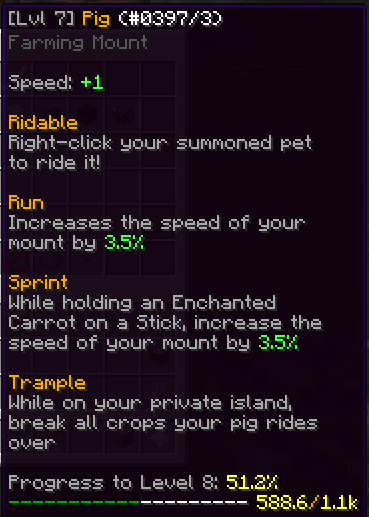 [Lvl 7] Pig (#0397/3)
Farming Mount
Speed: +1
Ridable
Right-click your summoned pet
to ride it!
Run
Increases the speed of your
mount by 3.5%
Sprint
While holding an Enchanted
Carrot on a Stick, increase the
speed of your mount by 3.5%
Trample
While on your private island,
break all crops your pig rides
over
Progress to Level 8: 51.2%
-------------------- 588.6/1.1k